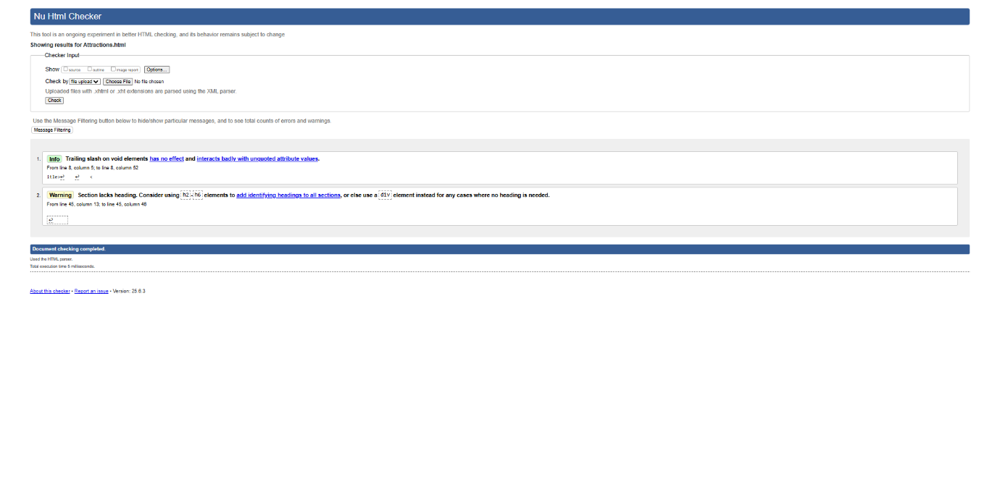 Nu Html Checker
This tool is an ongoing experiment in better HTML checking, and its behavior remains subject to change
Showing results for Attractions.html
Checker Input
Show source outline image report Options...
Check by file upload Choose File No file chosen
Uploaded files with .xhtml or .xht extensions are parsed using the XML parser.
Check
Use the Message Filtering button below to hide/show particular messages, and to see total counts of errors and warnings.
Message Filtering
1. Info Trailing slash on void elements has no effect and interacts badly with unquoted attribute values.
From line 8, column 5; to line 8, column 52
itle>↩ ↩ <
2. Warning Section lacks heading. Consider using h2-h6 elements to add identifying headings to all sections, or else use a div element instead for any cases where no heading is needed.
From line 45, column 13; to line 45, column 48
↩
Document checking completed.
Used the HTML parser.
Total execution time 5 milliseconds.
About this checker • Report an issue • Version: 25.6.3